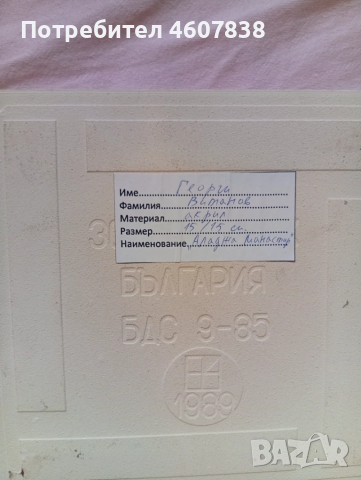 Потребител 4607838
Име Георги
Фамилия Витанов
Материал акрил
Размер 15/15 см.
Наименование „Аладжа манастир“
БЪЛГАРИЯ
БДС 9-85
1989
BAZAR